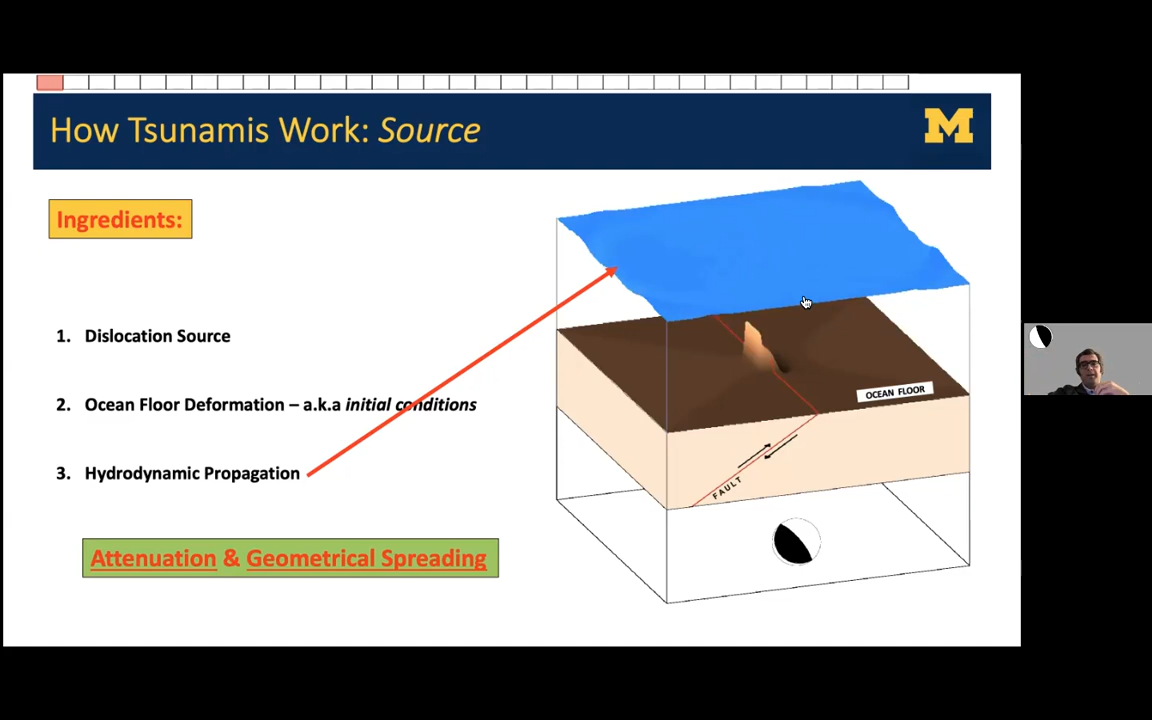 How Tsunamis Work: Source
M
Ingredients:
1. Dislocation Source
2. Ocean Floor Deformation – a.k.a initial conditions
3. Hydrodynamic Propagation
Attenuation & Geometrical Spreading
OCEAN FLOOR
FAULT